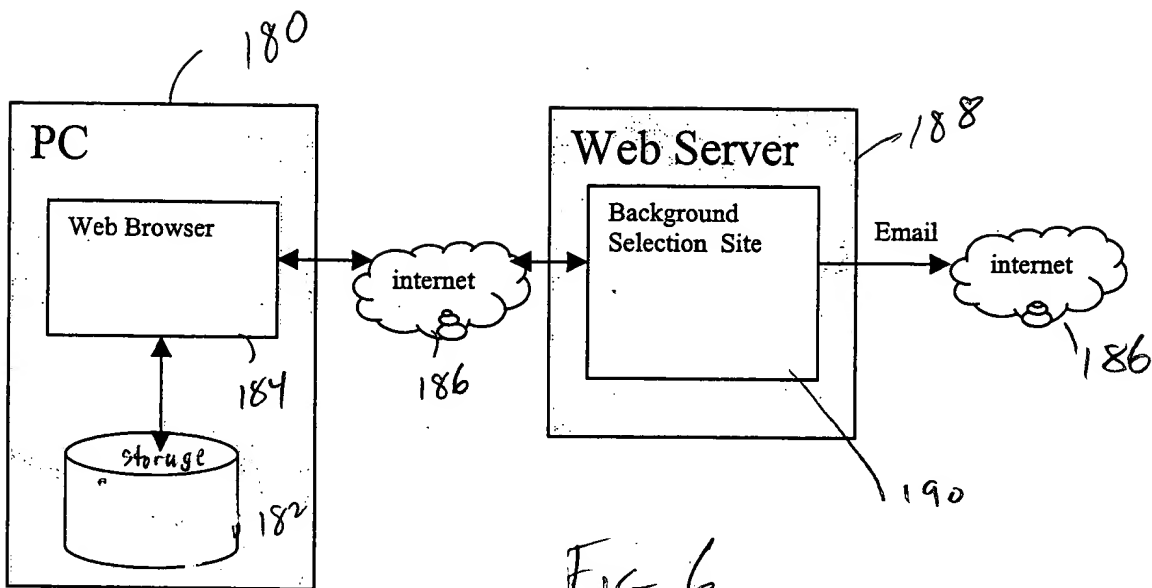 180
PC
Web Browser
184
storage
182
internet
186
Web Server
188
Background
Selection Site
190
Email
internet
186
Fig 6